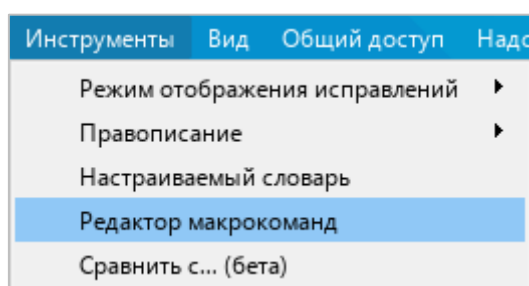 Инструменты Вид Общий доступ
Режим отображения исправлений
Правописание
Настраиваемый словарь
Редактор макрокоманд
Сравнить с... (бета)